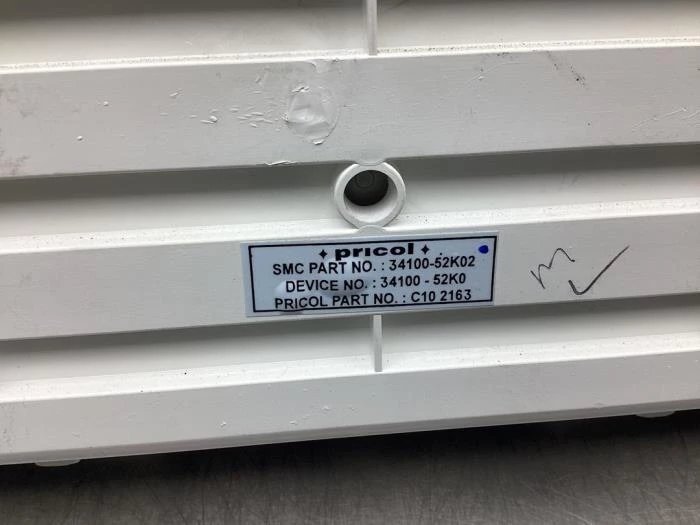 pricol
SMC PART NO. : 34100-52K02
DEVICE NO. : 34100 - 52K0
PRICOL PART NO. : C10 2163
m